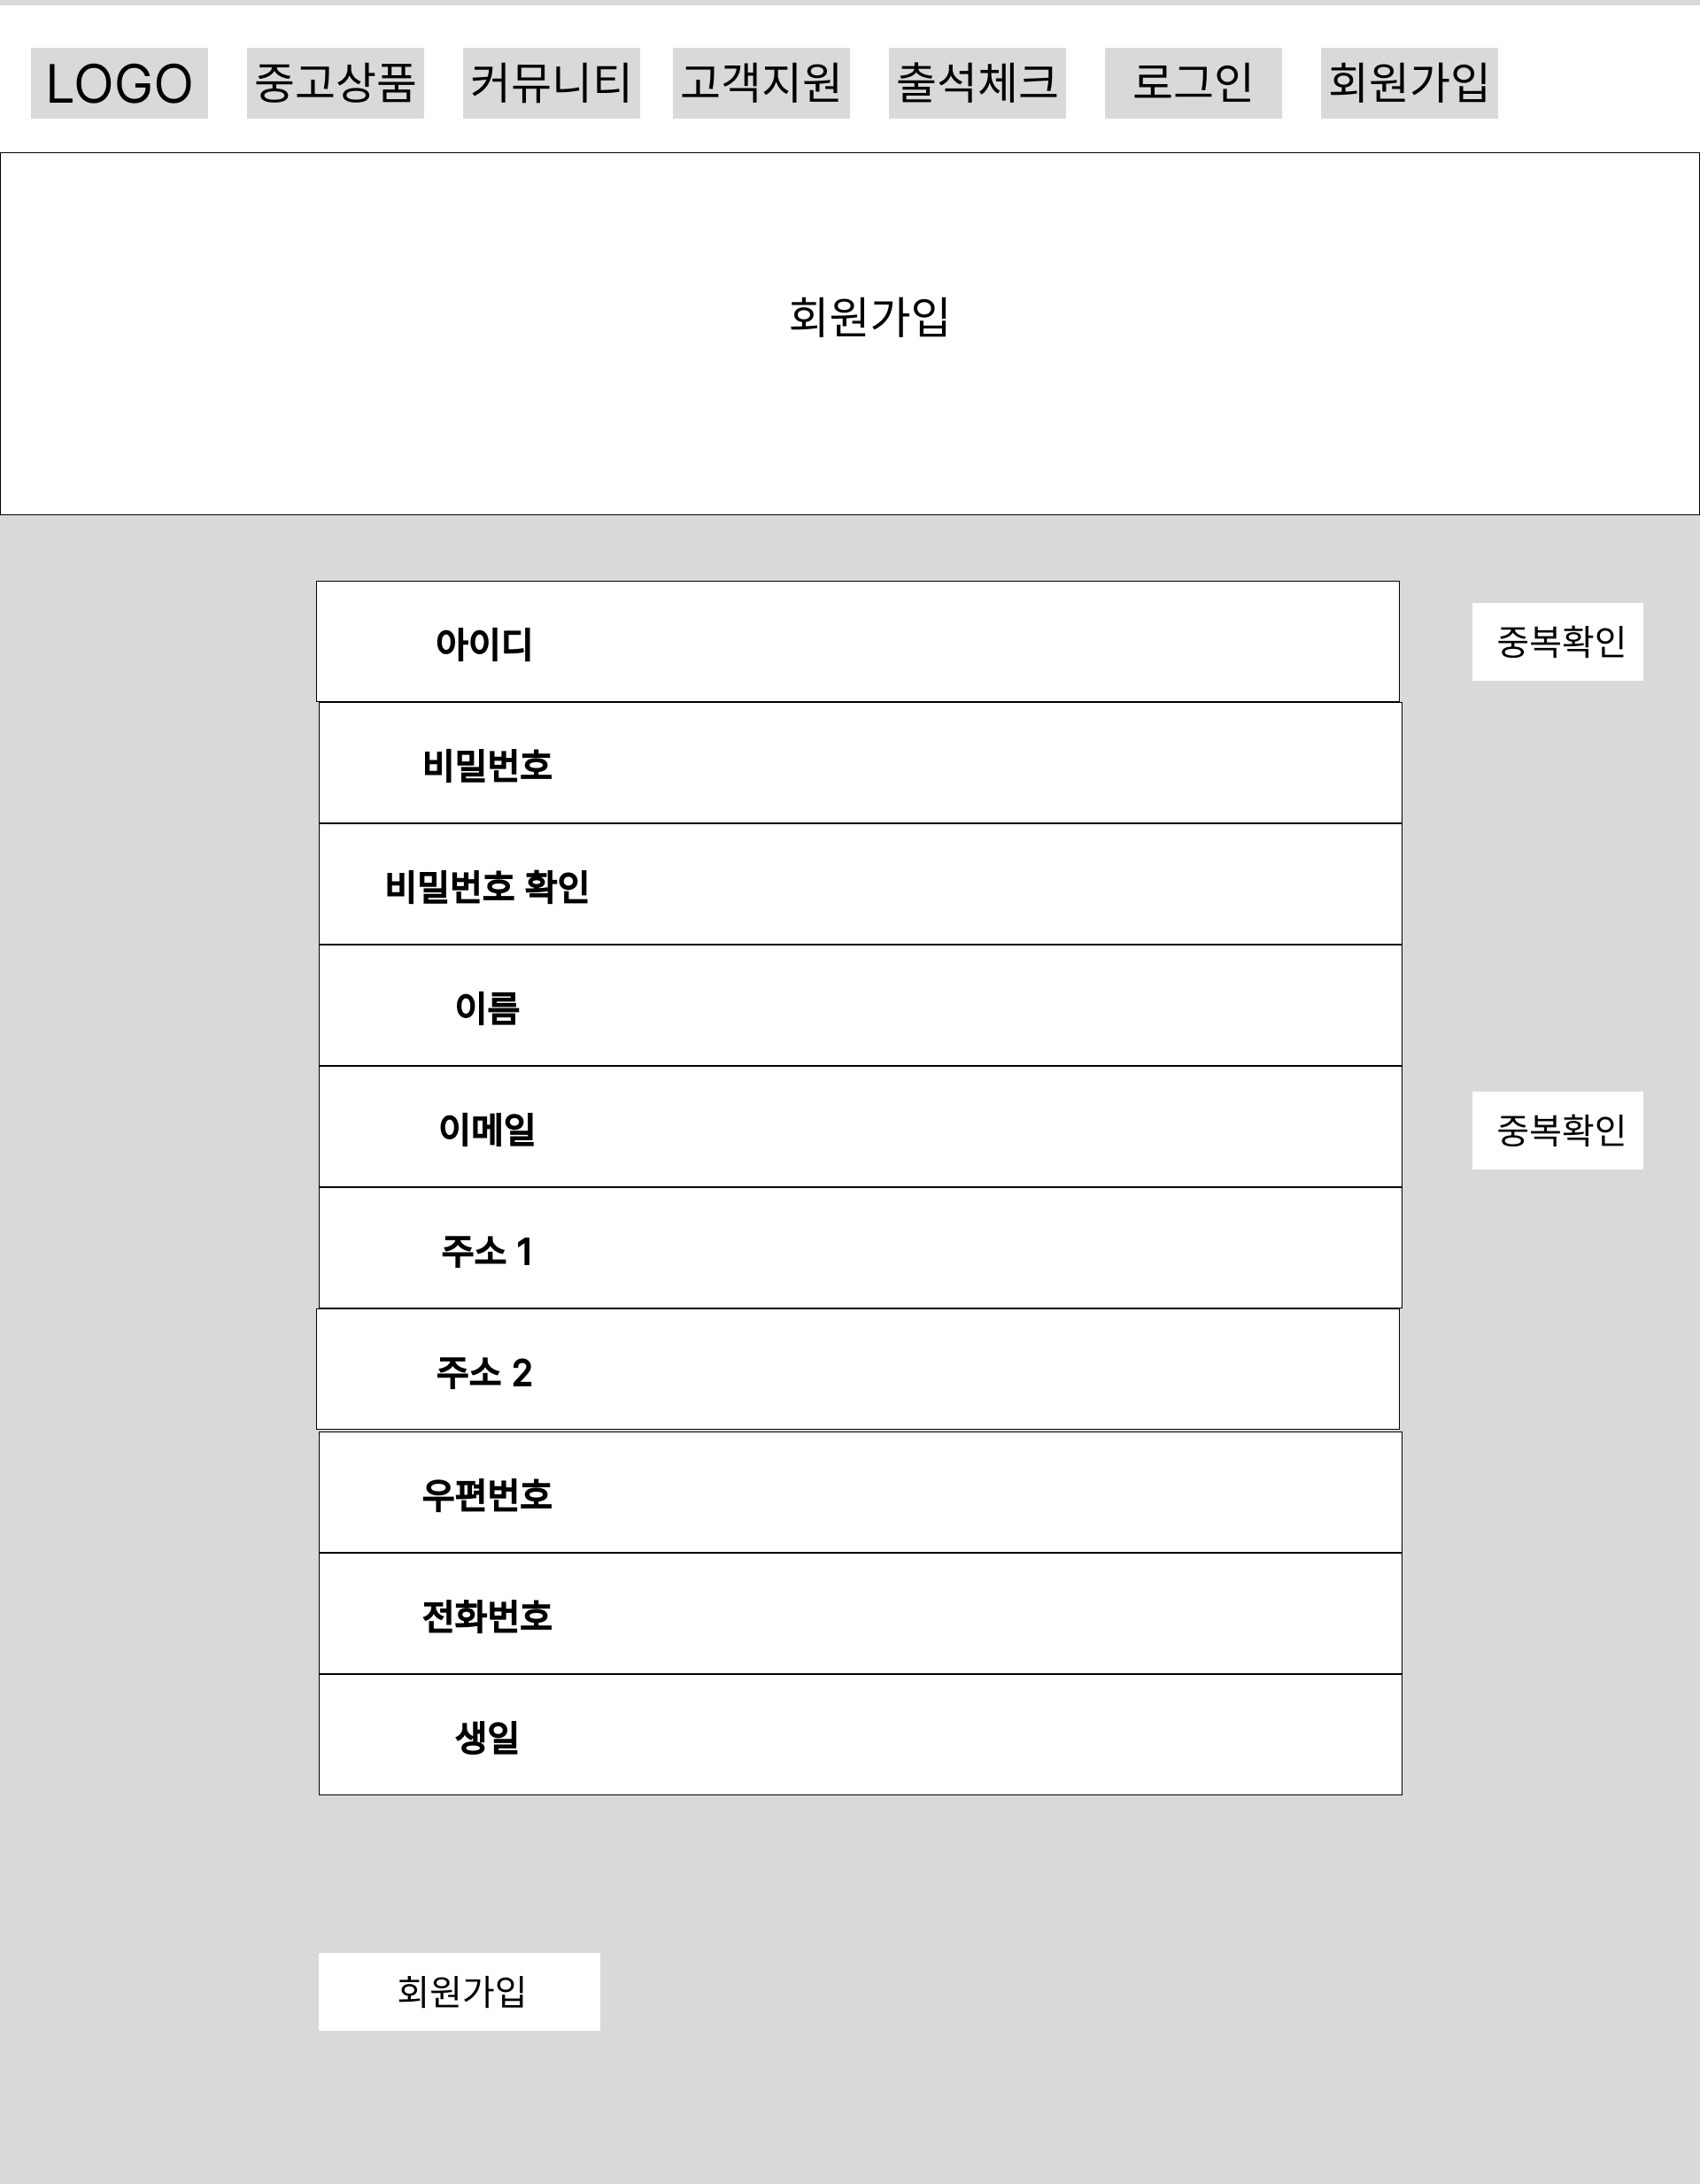 LOGO 중고상품 커뮤니티 고객지원 출석체크 로그인 회원가입
회원가입
아이디 중복확인
비밀번호
비밀번호 확인
이름
이메일 중복확인
주소 1
주소 2
우편번호
전화번호
생일
회원가입